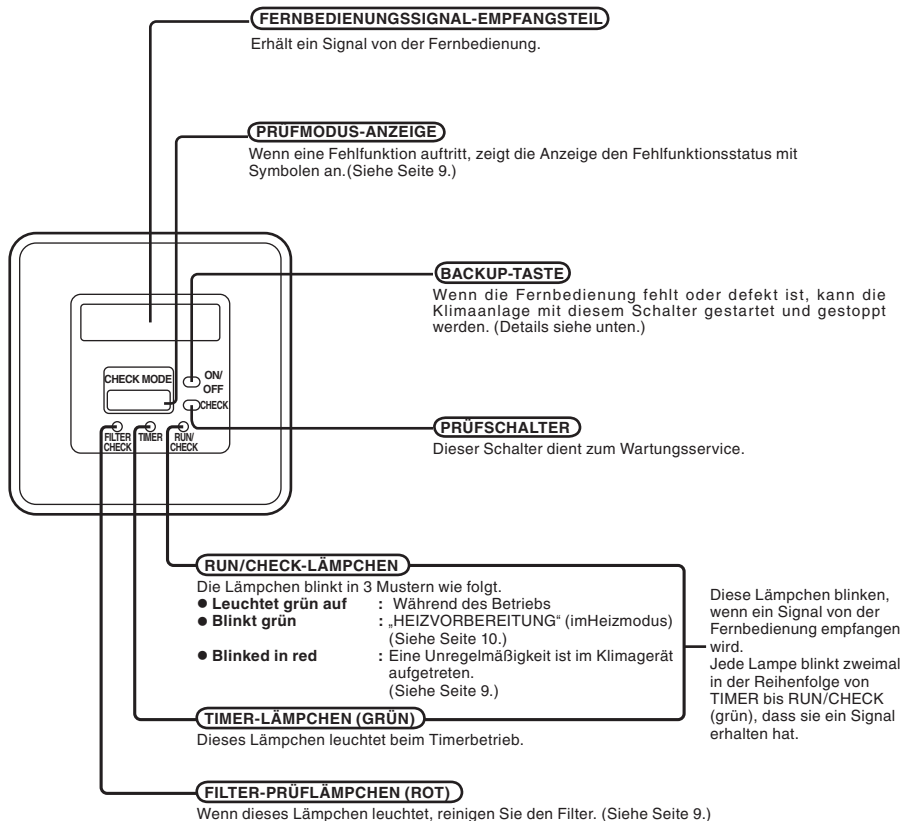 FERNBEDIENUNGSSIGNAL-EMPFANGSTEIL
Erhält ein Signal von der Fernbedienung.
PRÜFMODUS-ANZEIGE
Wenn eine Fehlfunktion auftritt, zeigt die Anzeige den Fehlfunktionsstatus mit
Symbolen an.(Siehe Seite 9.)
BACKUP-TASTE
Wenn die Fernbedienung fehlt oder defekt ist, kann die
Klimaanlage mit diesem Schalter gestartet und gestoppt
werden. (Details siehe unten.)
CHECK MODE
ON/
OFF
CHECK
FILTER
CHECK
TIMER
RUN/
CHECK
PRÜFSCHALTER
Dieser Schalter dient zum Wartungsservice.
RUN/CHECK-LÄMPCHEN
Die Lämpchen blinkt in 3 Mustern wie folgt.
● Leuchtet grün auf : Während des Betriebs
● Blinkt grün : „HEIZVORBEREITUNG“ (imHeizmodus)
(Siehe Seite 10.)
● Blinked in red : Eine Unregelmäßigkeit ist im Klimagerät
aufgetreten.
(Siehe Seite 9.)
Diese Lämpchen blinken,
wenn ein Signal von der
Fernbedienung empfangen
wird.
Jede Lampe blinkt zweimal
in der Reihenfolge von
TIMER bis RUN/CHECK
(grün), dass sie ein Signal
erhalten hat.
TIMER-LÄMPCHEN (GRÜN)
Dieses Lämpchen leuchtet beim Timerbetrieb.
FILTER-PRÜFLÄMPCHEN (ROT)
Wenn dieses Lämpchen leuchtet, reinigen Sie den Filter. (Siehe Seite 9.)